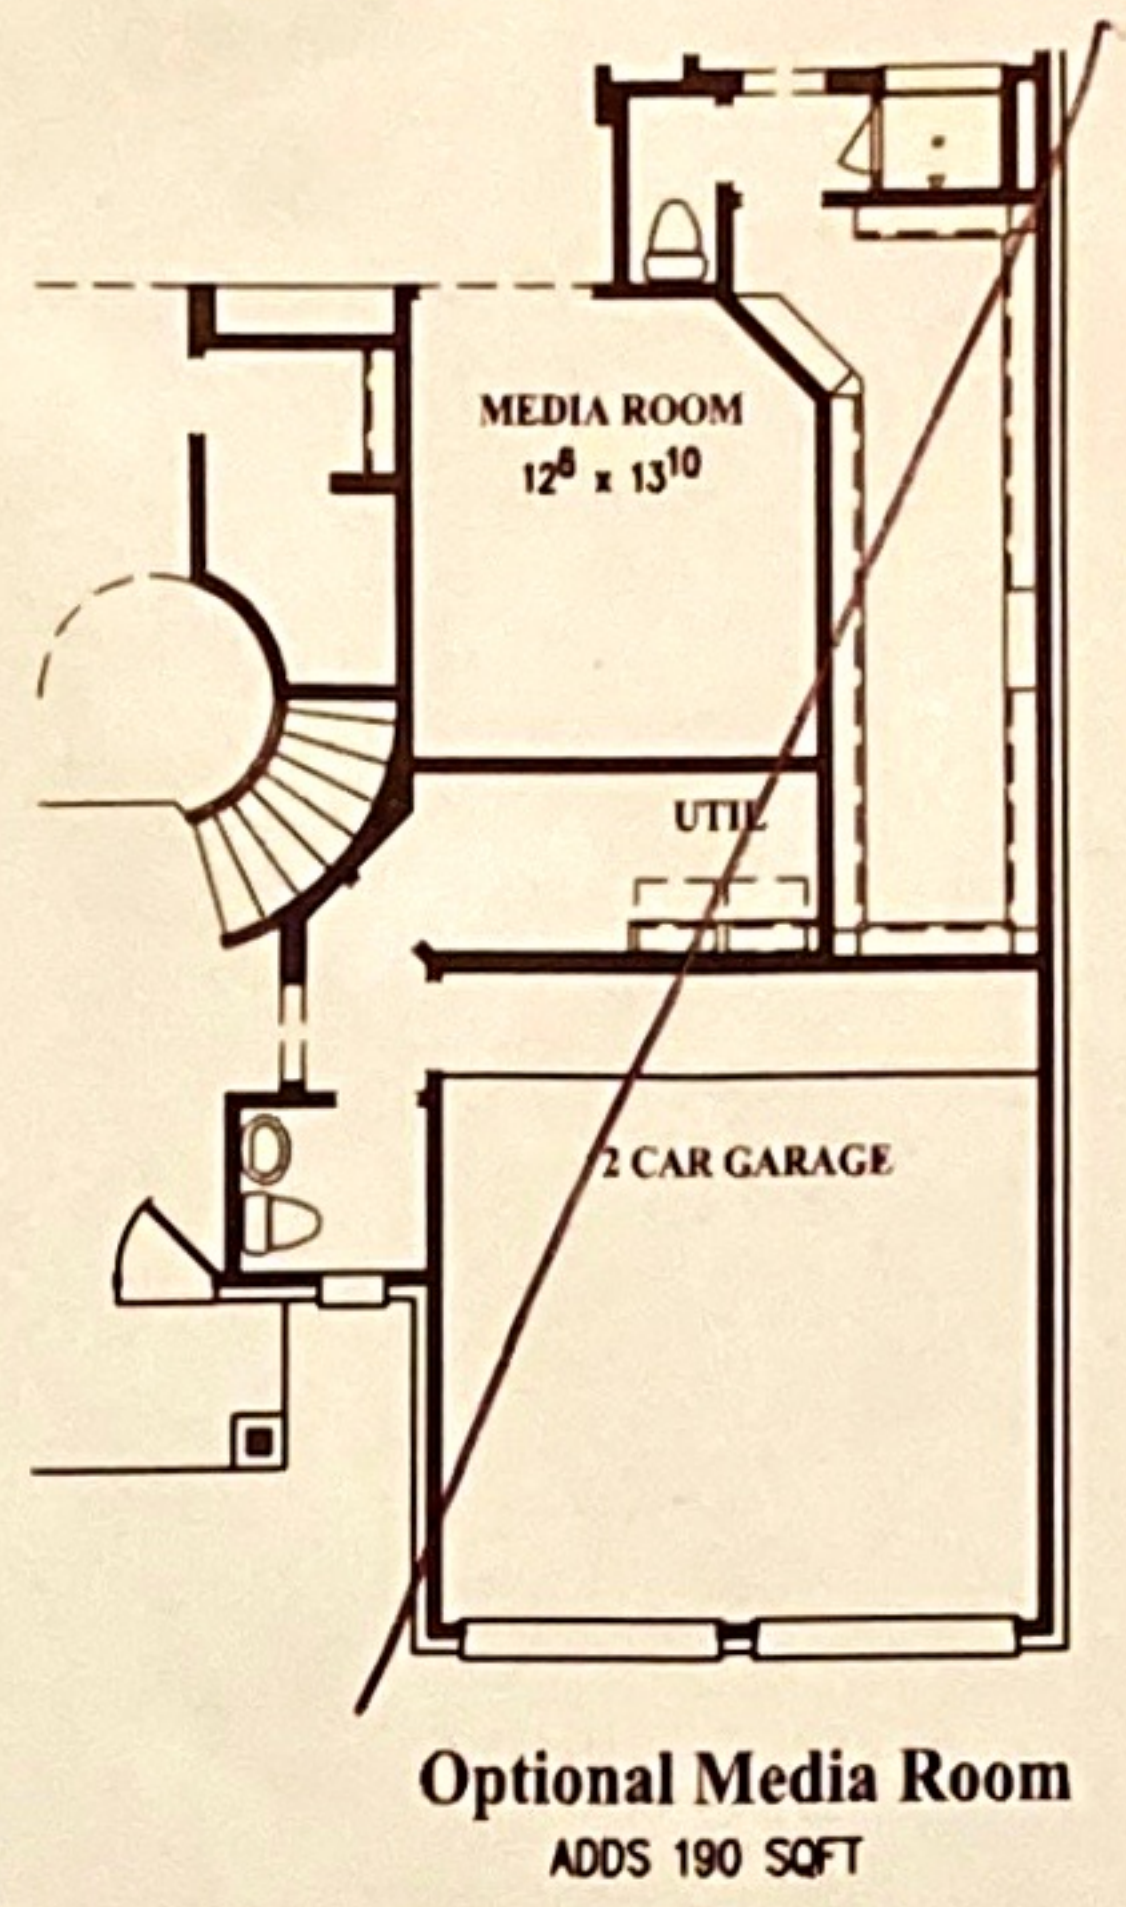 MEDIA ROOM
12⁶ x 13¹⁰
UTIL
2 CAR GARAGE
Optional Media Room
ADDS 190 SQFT